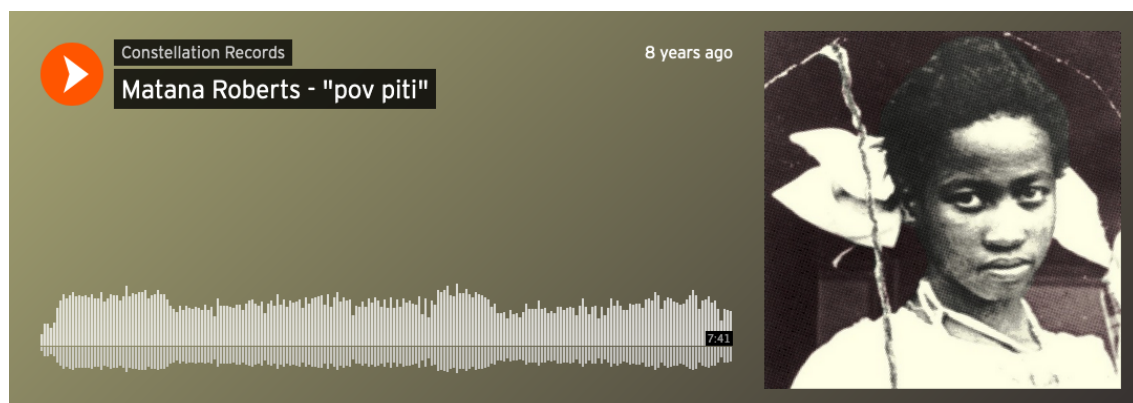 Constellation Records
8 years ago
Matana Roberts - "pov piti"
7:41